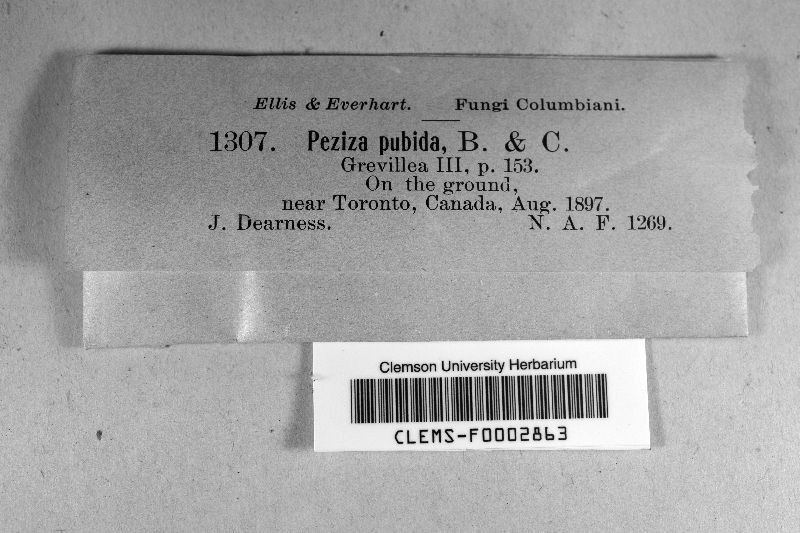 Ellis & Everhart. Fungi Columbiani.
1307. Peziza pubida, B. & C.
Grevillea III, p. 153.
On the ground,
near Toronto, Canada, Aug. 1897.
J. Dearness. N. A. F. 1269.
Clemson University Herbarium
CLEMS-F0002863